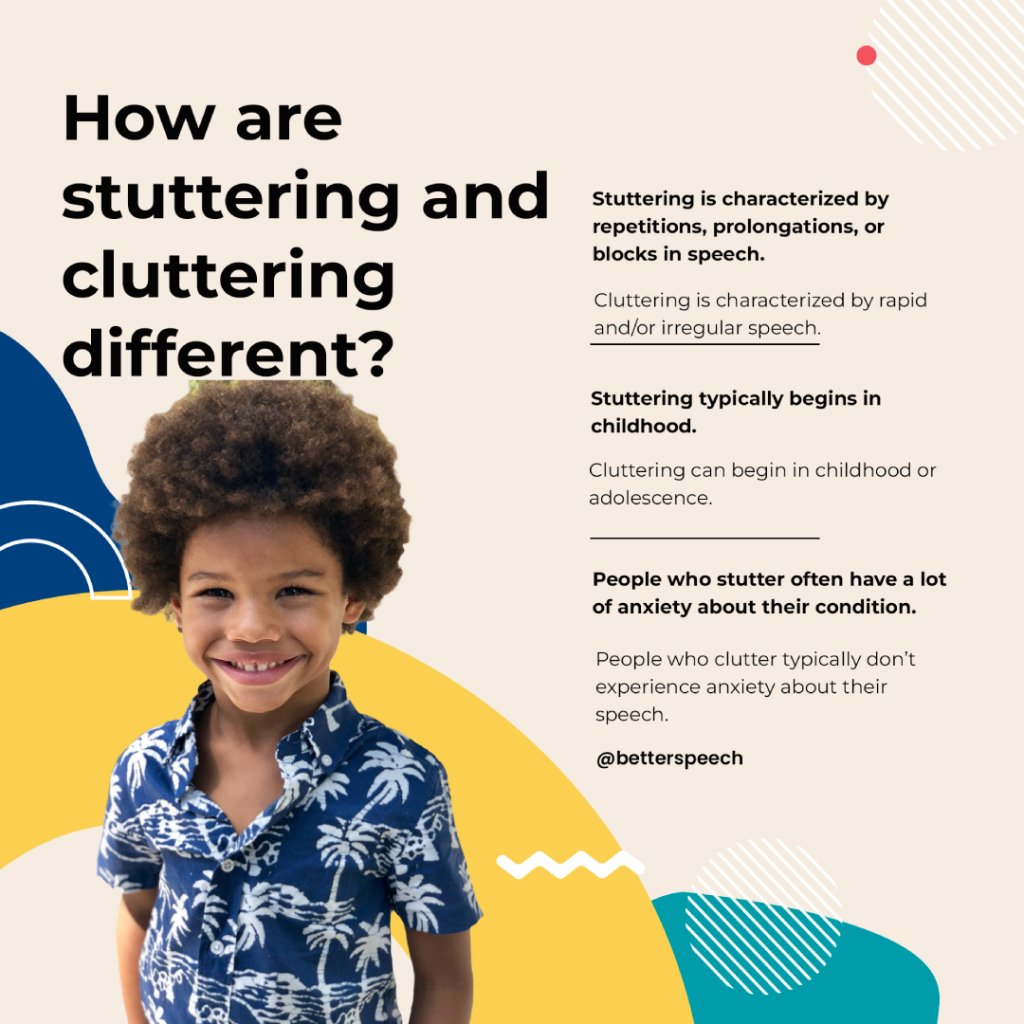 How are
stuttering and
cluttering
different?
Stuttering is characterized by
repetitions, prolongations, or
blocks in speech.
Cluttering is characterized by rapid
and/or irregular speech.
Stuttering typically begins in
childhood.
Cluttering can begin in childhood or
adolescence.
People who stutter often have a lot
of anxiety about their condition.
People who clutter typically don’t
experience anxiety about their
speech.
@betterspeech